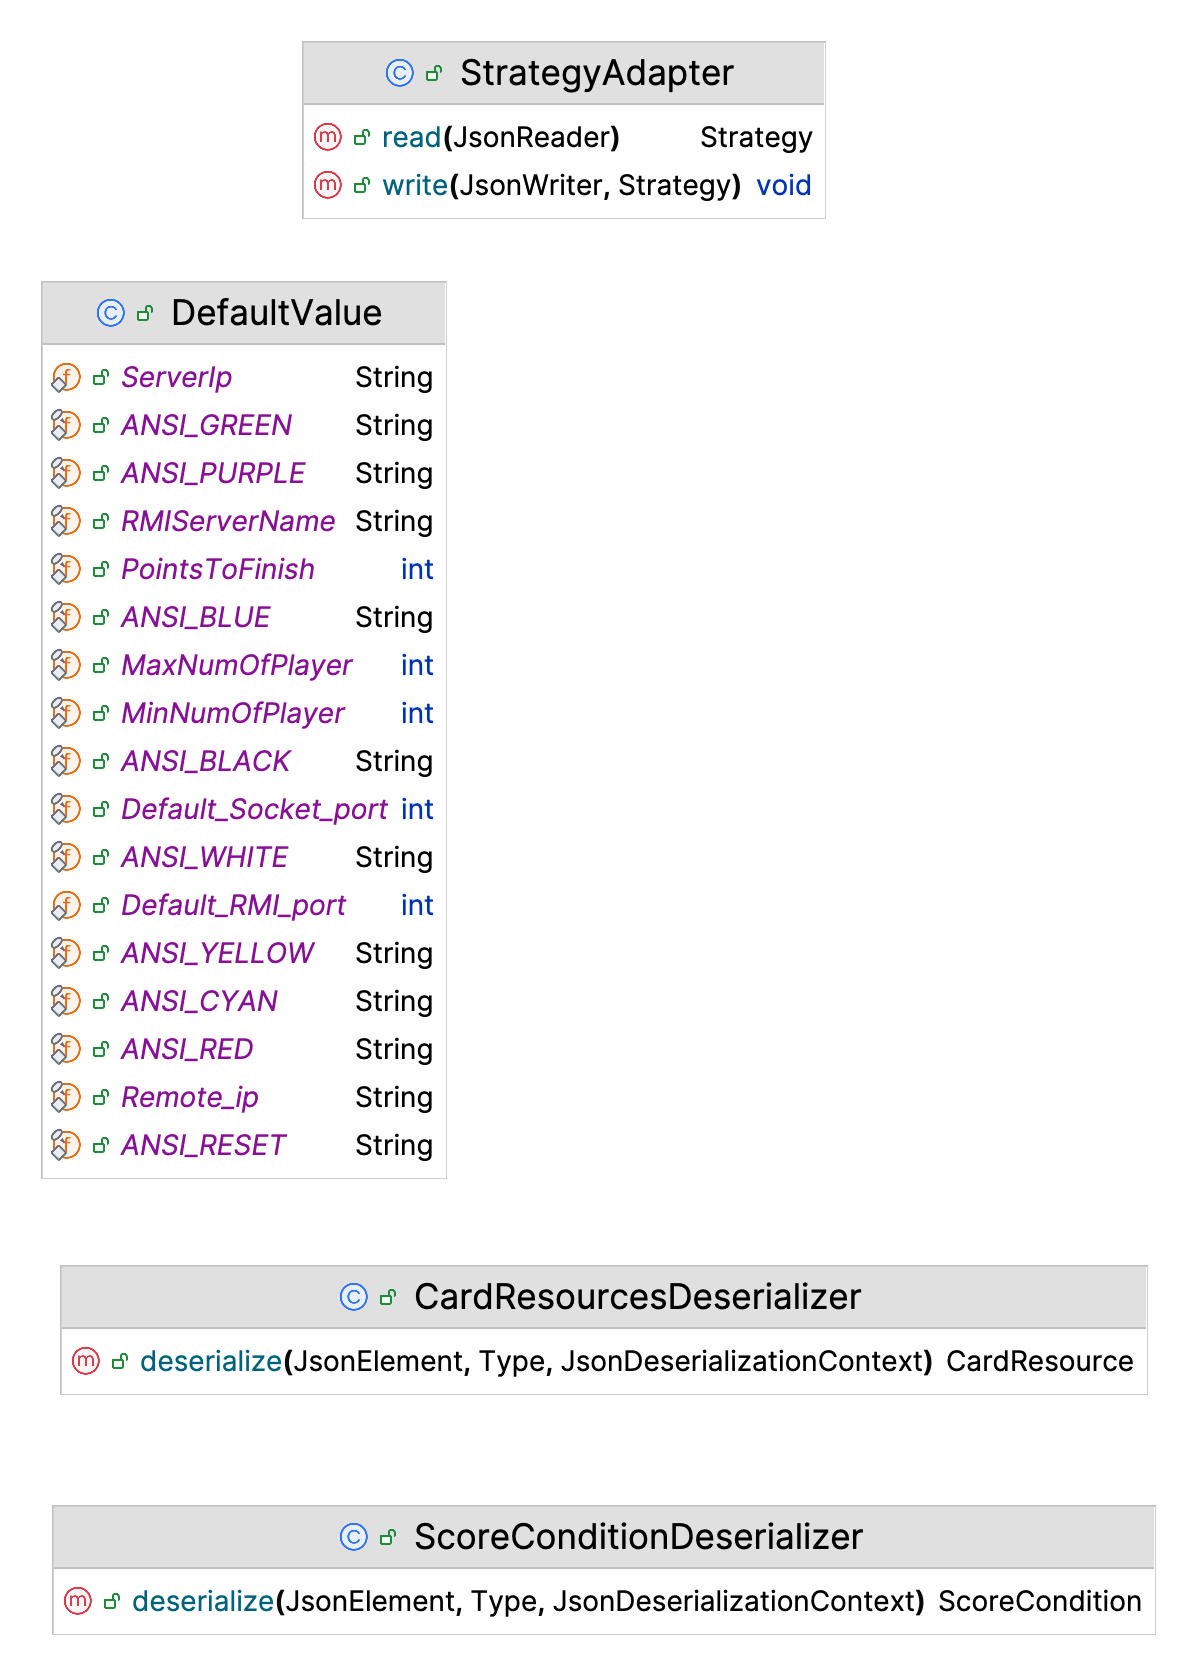 StrategyAdapter
read(JsonReader) Strategy
write(JsonWriter, Strategy) void
DefaultValue
ServerIp String
ANSI_GREEN String
ANSI_PURPLE String
RMIServerName String
PointsToFinish int
ANSI_BLUE String
MaxNumOfPlayer int
MinNumOfPlayer int
ANSI_BLACK String
Default_Socket_port int
ANSI_WHITE String
Default_RMI_port int
ANSI_YELLOW String
ANSI_CYAN String
ANSI_RED String
Remote_ip String
ANSI_RESET String
CardResourcesDeserializer
deserialize(JsonElement, Type, JsonDeserializationContext) CardResource
ScoreConditionDeserializer
deserialize(JsonElement, Type, JsonDeserializationContext) ScoreCondition